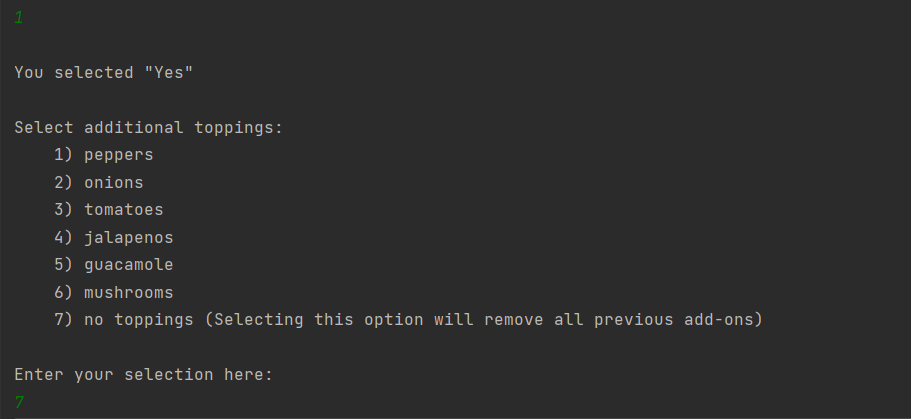 1
You selected "Yes"
Select additional toppings:
1) peppers
2) onions
3) tomatoes
4) jalapenos
5) guacamole
6) mushrooms
7) no toppings (Selecting this option will remove all previous add-ons)
Enter your selection here:
7